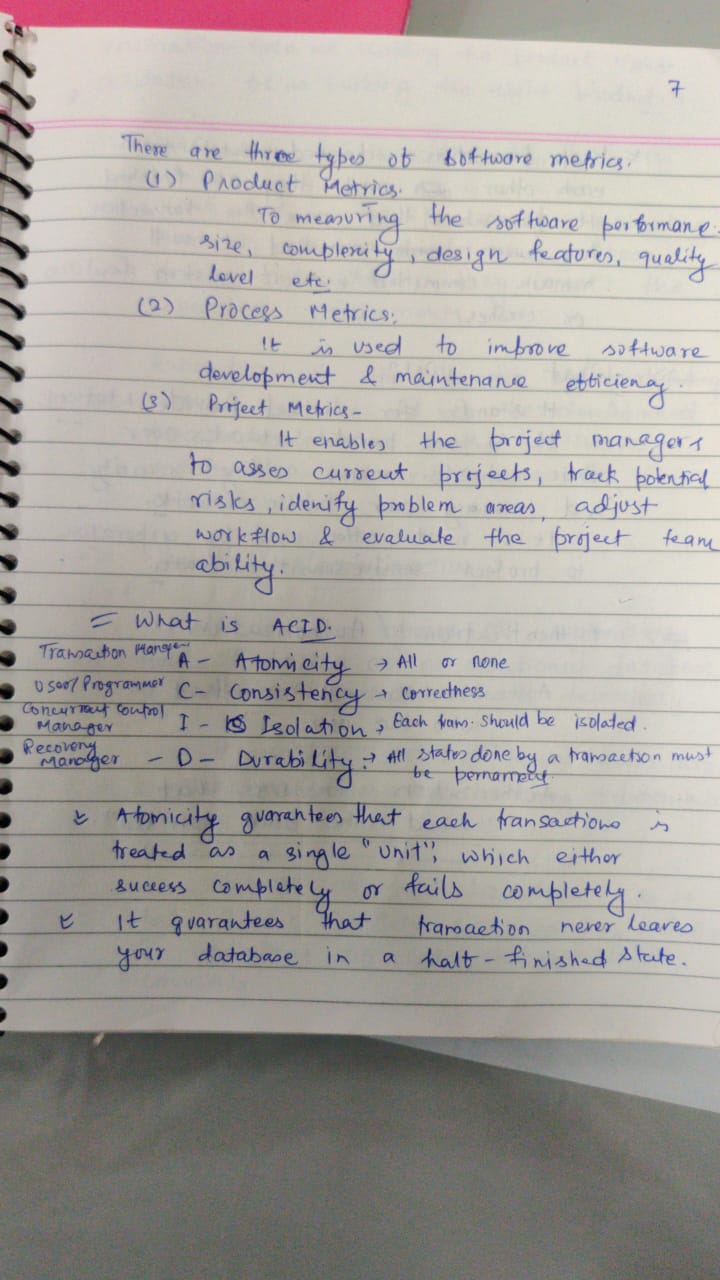 7
There are three types of software metrics.
(1) Product Metrics.
To measuring the software performane.
size, complexity, design features, quality
level etc.
(2) Process Metrics:
It is used to improve software
development & maintenance efficiency.
(3) Project Metrics-
It enables the project managers
to asses current projects, track potential
risks, idenify problem areas, adjust
workflow & evaluate the project team
ability.
= What is ACID.
Transaction Manger A - Atomicity → All or none
User/Programmer C- Consistency → Correctness
Concurrent Control Manager I - Isolation → Each tran. should be isolated.
Recovery Manager - D - Durability → All states done by a transaction must
be pernamely.
Atomicity guarantees that each transactions is
treated as a single "unit", which either
success completely or fails completely.
It guarantees that transaction never leaves
your database in a half-finished state.